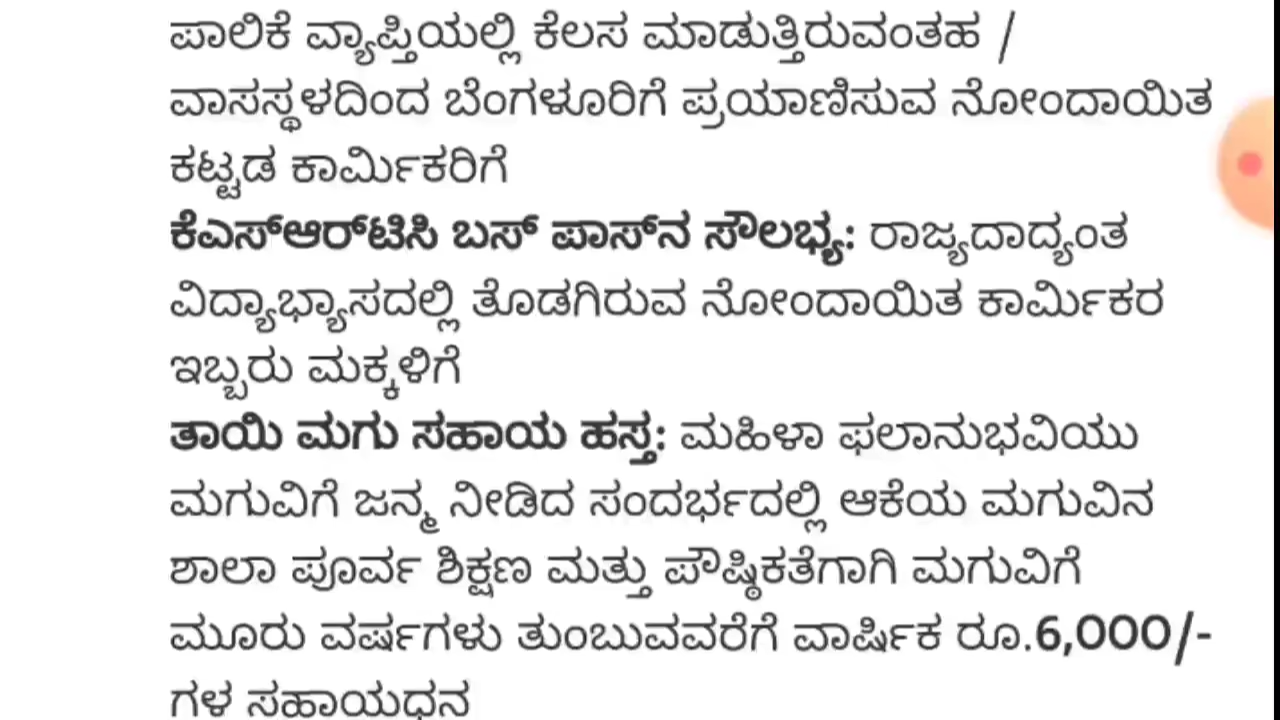 ಪಾಲಿಕೆ ವ್ಯಾಪ್ತಿಯಲ್ಲಿ ಕೆಲಸ ಮಾಡುತ್ತಿರುವಂತಹ /
ವಾಸಸ್ಥಳದಿಂದ ಬೆಂಗಳೂರಿಗೆ ಪ್ರಯಾಣಿಸುವ ನೋಂದಾಯಿತ
ಕಟ್ಟಡ ಕಾರ್ಮಿಕರಿಗೆ
ಕೆಎಸ್‌ಆರ್‌ಟಿಸಿ ಬಸ್ ಪಾಸ್‌ನ ಸೌಲಭ್ಯ: ರಾಜ್ಯದಾದ್ಯಂತ
ವಿದ್ಯಾಭ್ಯಾಸದಲ್ಲಿ ತೊಡಗಿರುವ ನೋಂದಾಯಿತ ಕಾರ್ಮಿಕರ
ಇಬ್ಬರು ಮಕ್ಕಳಿಗೆ
ತಾಯಿ ಮಗು ಸಹಾಯ ಹಸ್ತ: ಮಹಿಳಾ ಫಲಾನುಭವಿಯು
ಮಗುವಿಗೆ ಜನ್ಮ ನೀಡಿದ ಸಂದರ್ಭದಲ್ಲಿ ಆಕೆಯ ಮಗುವಿನ
ಶಾಲಾ ಪೂರ್ವ ಶಿಕ್ಷಣ ಮತ್ತು ಪೌಷ್ಠಿಕತೆಗಾಗಿ ಮಗುವಿಗೆ
ಮೂರು ವರ್ಷಗಳು ತುಂಬುವವರೆಗೆ ವಾರ್ಷಿಕ ರೂ.6,000/-
ಗಳ ಸಹಾಯಧನ